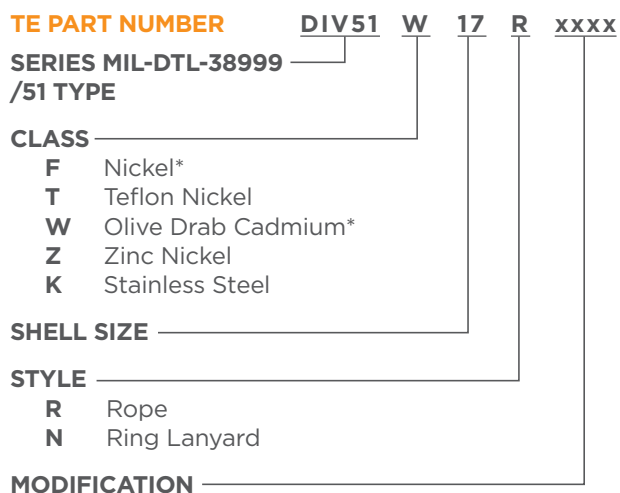 TE PART NUMBER DIV51 W 17 R xxxx
SERIES MIL-DTL-38999
/51 TYPE
CLASS
F Nickel*
T Teflon Nickel
W Olive Drab Cadmium*
Z Zinc Nickel
K Stainless Steel
SHELL SIZE
STYLE
R Rope
N Ring Lanyard
MODIFICATION